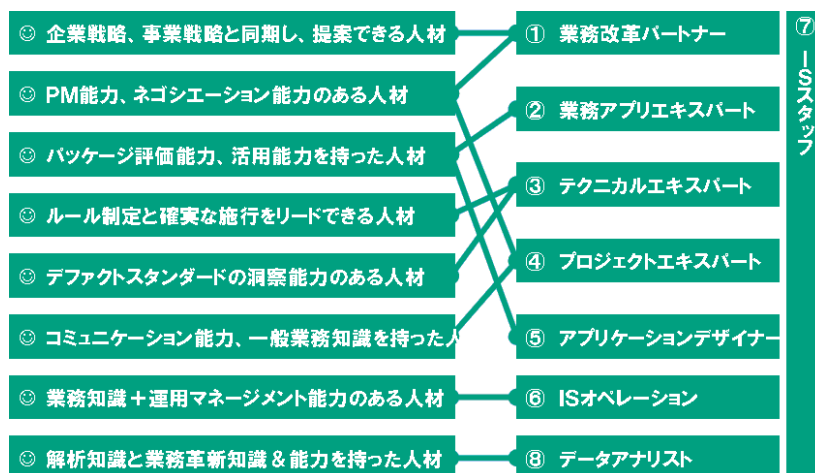 ☺ 企業戦略、事業戦略と同期し、提案できる人材
☺ PM能力、ネゴシエーション能力のある人材
☺ パッケージ評価能力、活用能力を持った人材
☺ ルール制定と確実な施行をリードできる人材
☺ デファクトスタンダードの洞察能力のある人材
☺ コミュニケーション能力、一般業務知識を持った人
☺ 業務知識＋運用マネージメント能力のある人材
☺ 解析知識と業務革新知識＆能力を持った人材
① 業務改革パートナー
② 業務アプリエキスパート
③ テクニカルエキスパート
④ プロジェクトエキスパート
⑤ アプリケーションデザイナー
⑥ ISオペレーション
⑧ データアナリスト
⑦ ISスタッフ